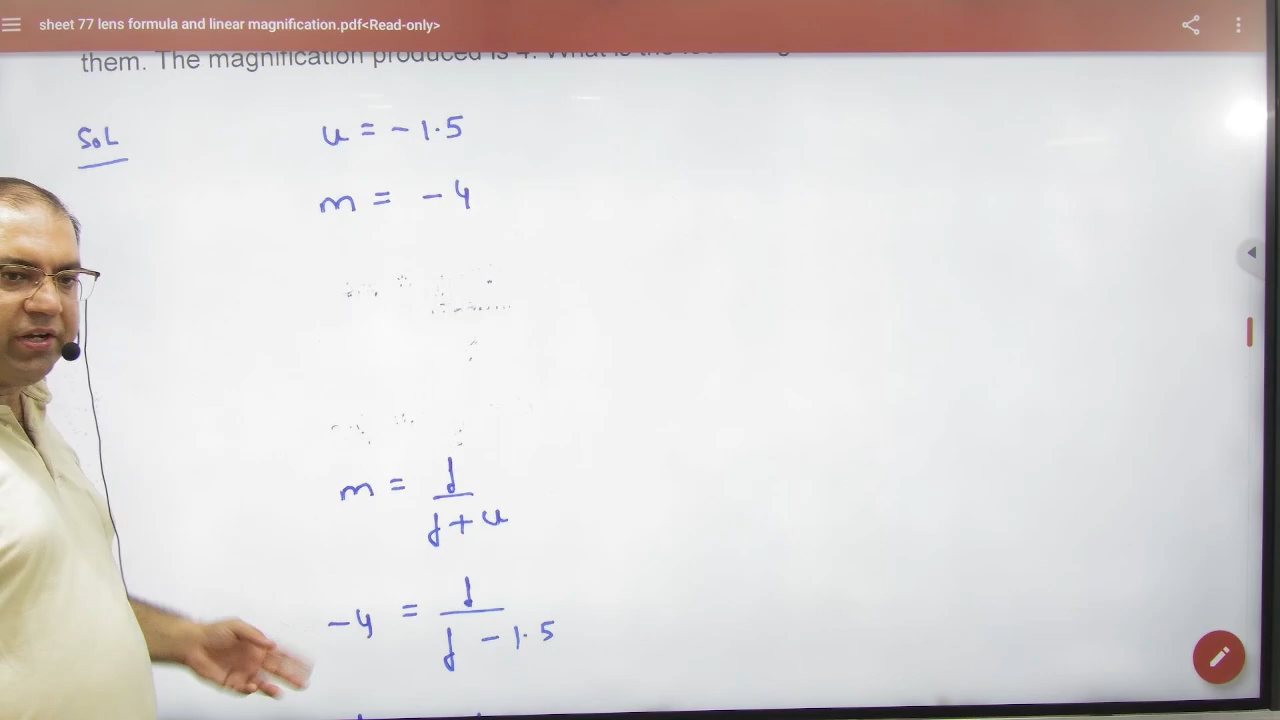 sheet 77 lens formula and linear magnification.pdf<Read-only>
them. The magnification produced is 4. What is the
SOL
u = - 1.5
m = - 4
m = f / f + u
-4 = f / f - 1.5